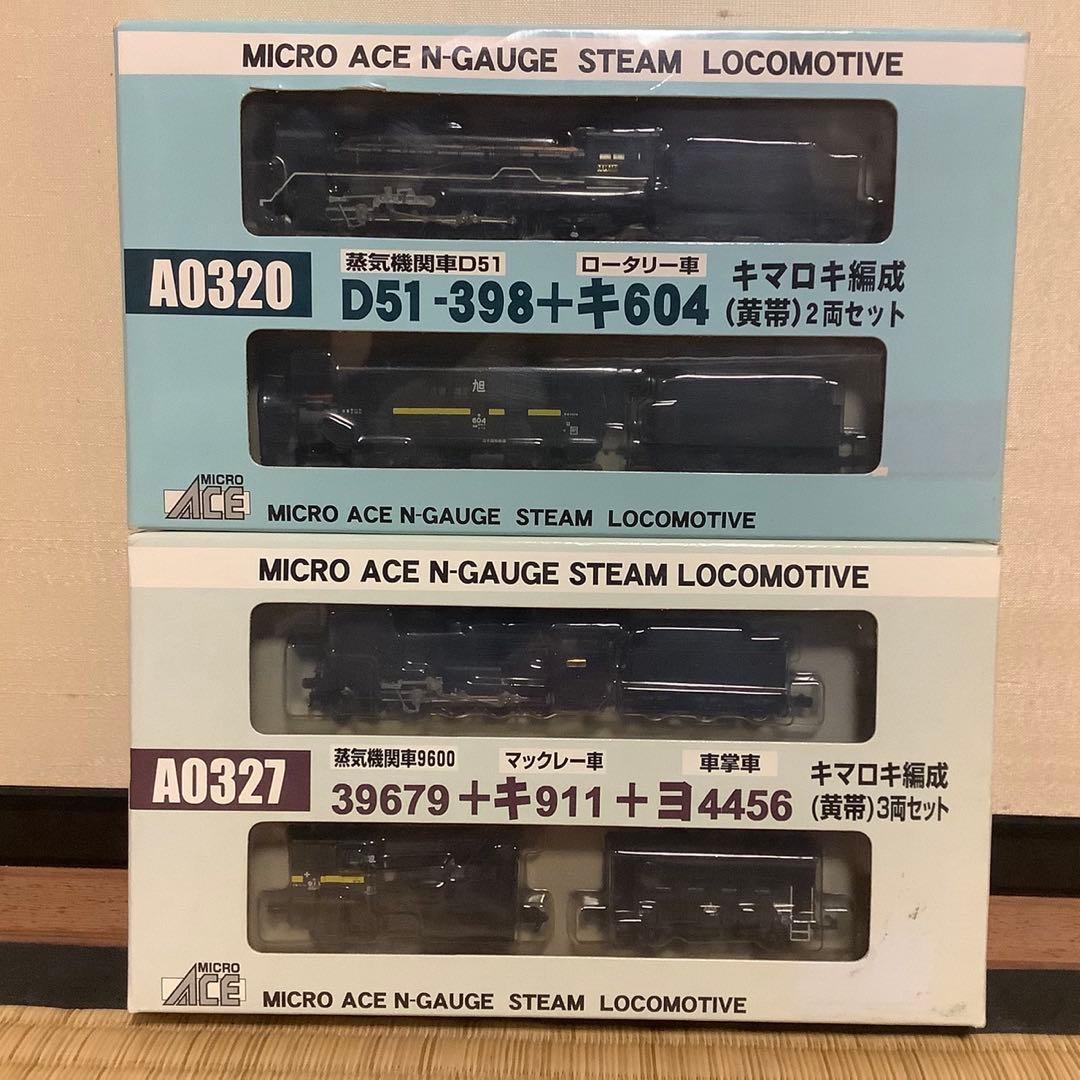 MICRO ACE N-GAUGE STEAM LOCOMOTIVE
A0320
蒸気機関車D51
ロータリー車
D51-398+キ604
キマロキ編成
(黄帯)2両セット
旭
604
MICRO
ACE
MICRO ACE N-GAUGE STEAM LOCOMOTIVE
MICRO ACE N-GAUGE STEAM LOCOMOTIVE
A0327
蒸気機関車9600
マックレー車
車掌車
39679+キ911+ヨ4456
キマロキ編成
(黄帯)3両セット
MICRO
ACE
MICRO ACE N-GAUGE STEAM LOCOMOTIVE